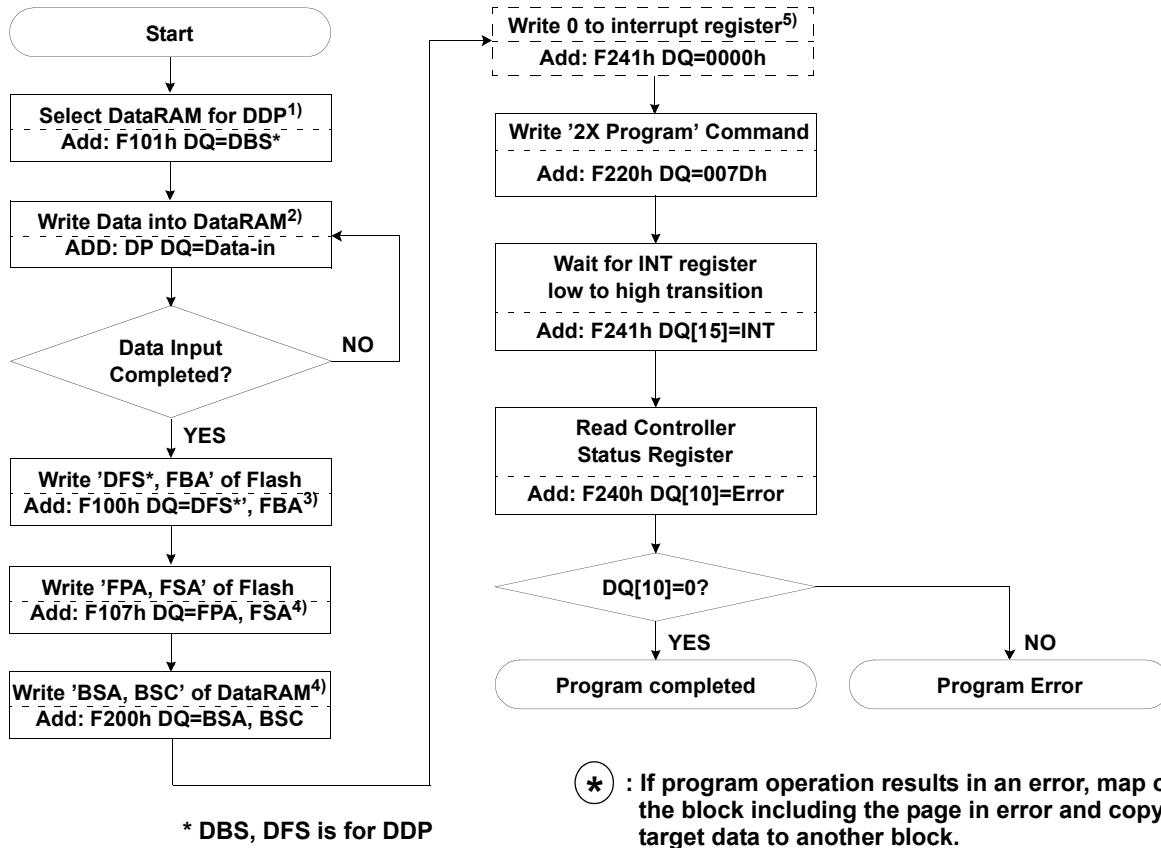 Start
Select DataRAM for DDP1)
Add: F101h DQ=DBS*
Write Data into DataRAM2)
ADD: DP DQ=Data-in
Data Input
Completed?
NO
YES
Write 'DFS*, FBA' of Flash
Add: F100h DQ=DFS*', FBA3)
Write 'FPA, FSA' of Flash
Add: F107h DQ=FPA, FSA4)
Write 'BSA, BSC' of DataRAM4)
Add: F200h DQ=BSA, BSC
* DBS, DFS is for DDP
Write 0 to interrupt register5)
Add: F241h DQ=0000h
Write '2X Program' Command
Add: F220h DQ=007Dh
Wait for INT register
low to high transition
Add: F241h DQ[15]=INT
Read Controller
Status Register
Add: F240h DQ[10]=Error
DQ[10]=0?
YES
NO
Program completed
Program Error
* : If program operation results in an error, map
the block including the page in error and copy
target data to another block.